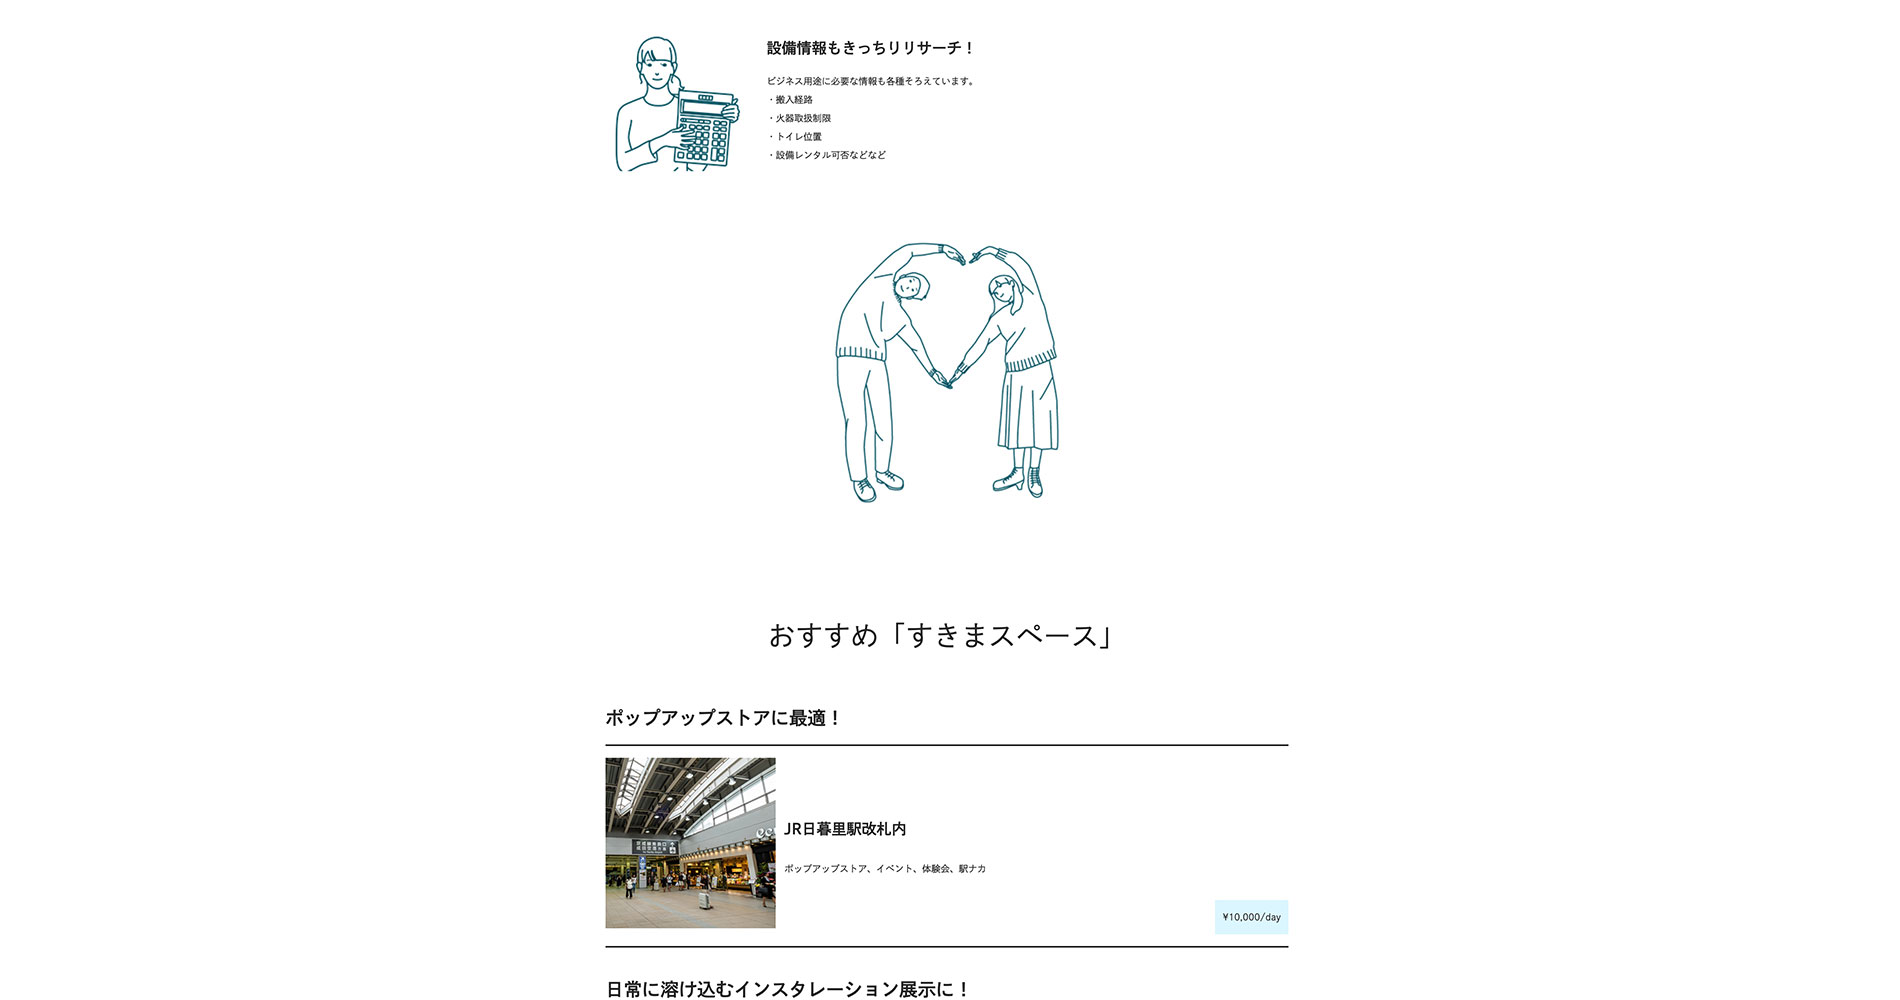 設備情報もきっちりリサーチ！
ビジネス用途に必要な情報も各種そろえています。
・搬入経路
・火器取扱制限
・トイレ位置
・設備レンタル可否などなど
おすすめ「すきまスペース」
ポップアップストアに最適！
JR日暮里駅改札内
ポップアップストア、イベント、体験会、駅ナカ
¥10,000/day
日常に溶け込むインスタレーション展示に！